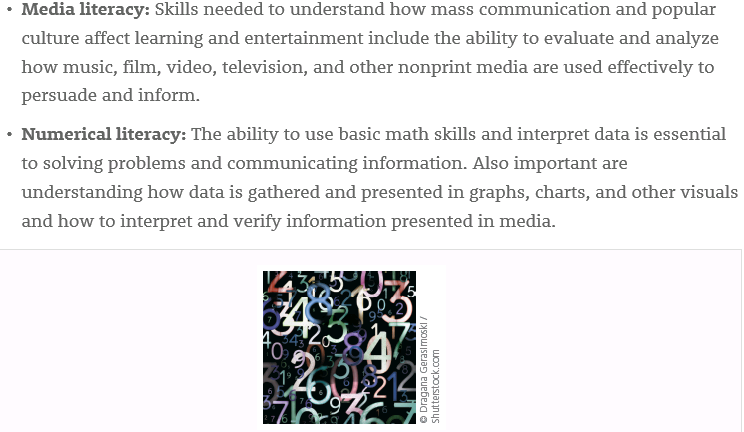 • Media literacy: Skills needed to understand how mass communication and popular
culture affect learning and entertainment include the ability to evaluate and analyze
how music, film, video, television, and other nonprint media are used effectively to
persuade and inform.
• Numerical literacy: The ability to use basic math skills and interpret data is essential
to solving problems and communicating information. Also important are
understanding how data is gathered and presented in graphs, charts, and other visuals
and how to interpret and verify information presented in media.
© Dragana Gerasimoski /
Shutterstock.com